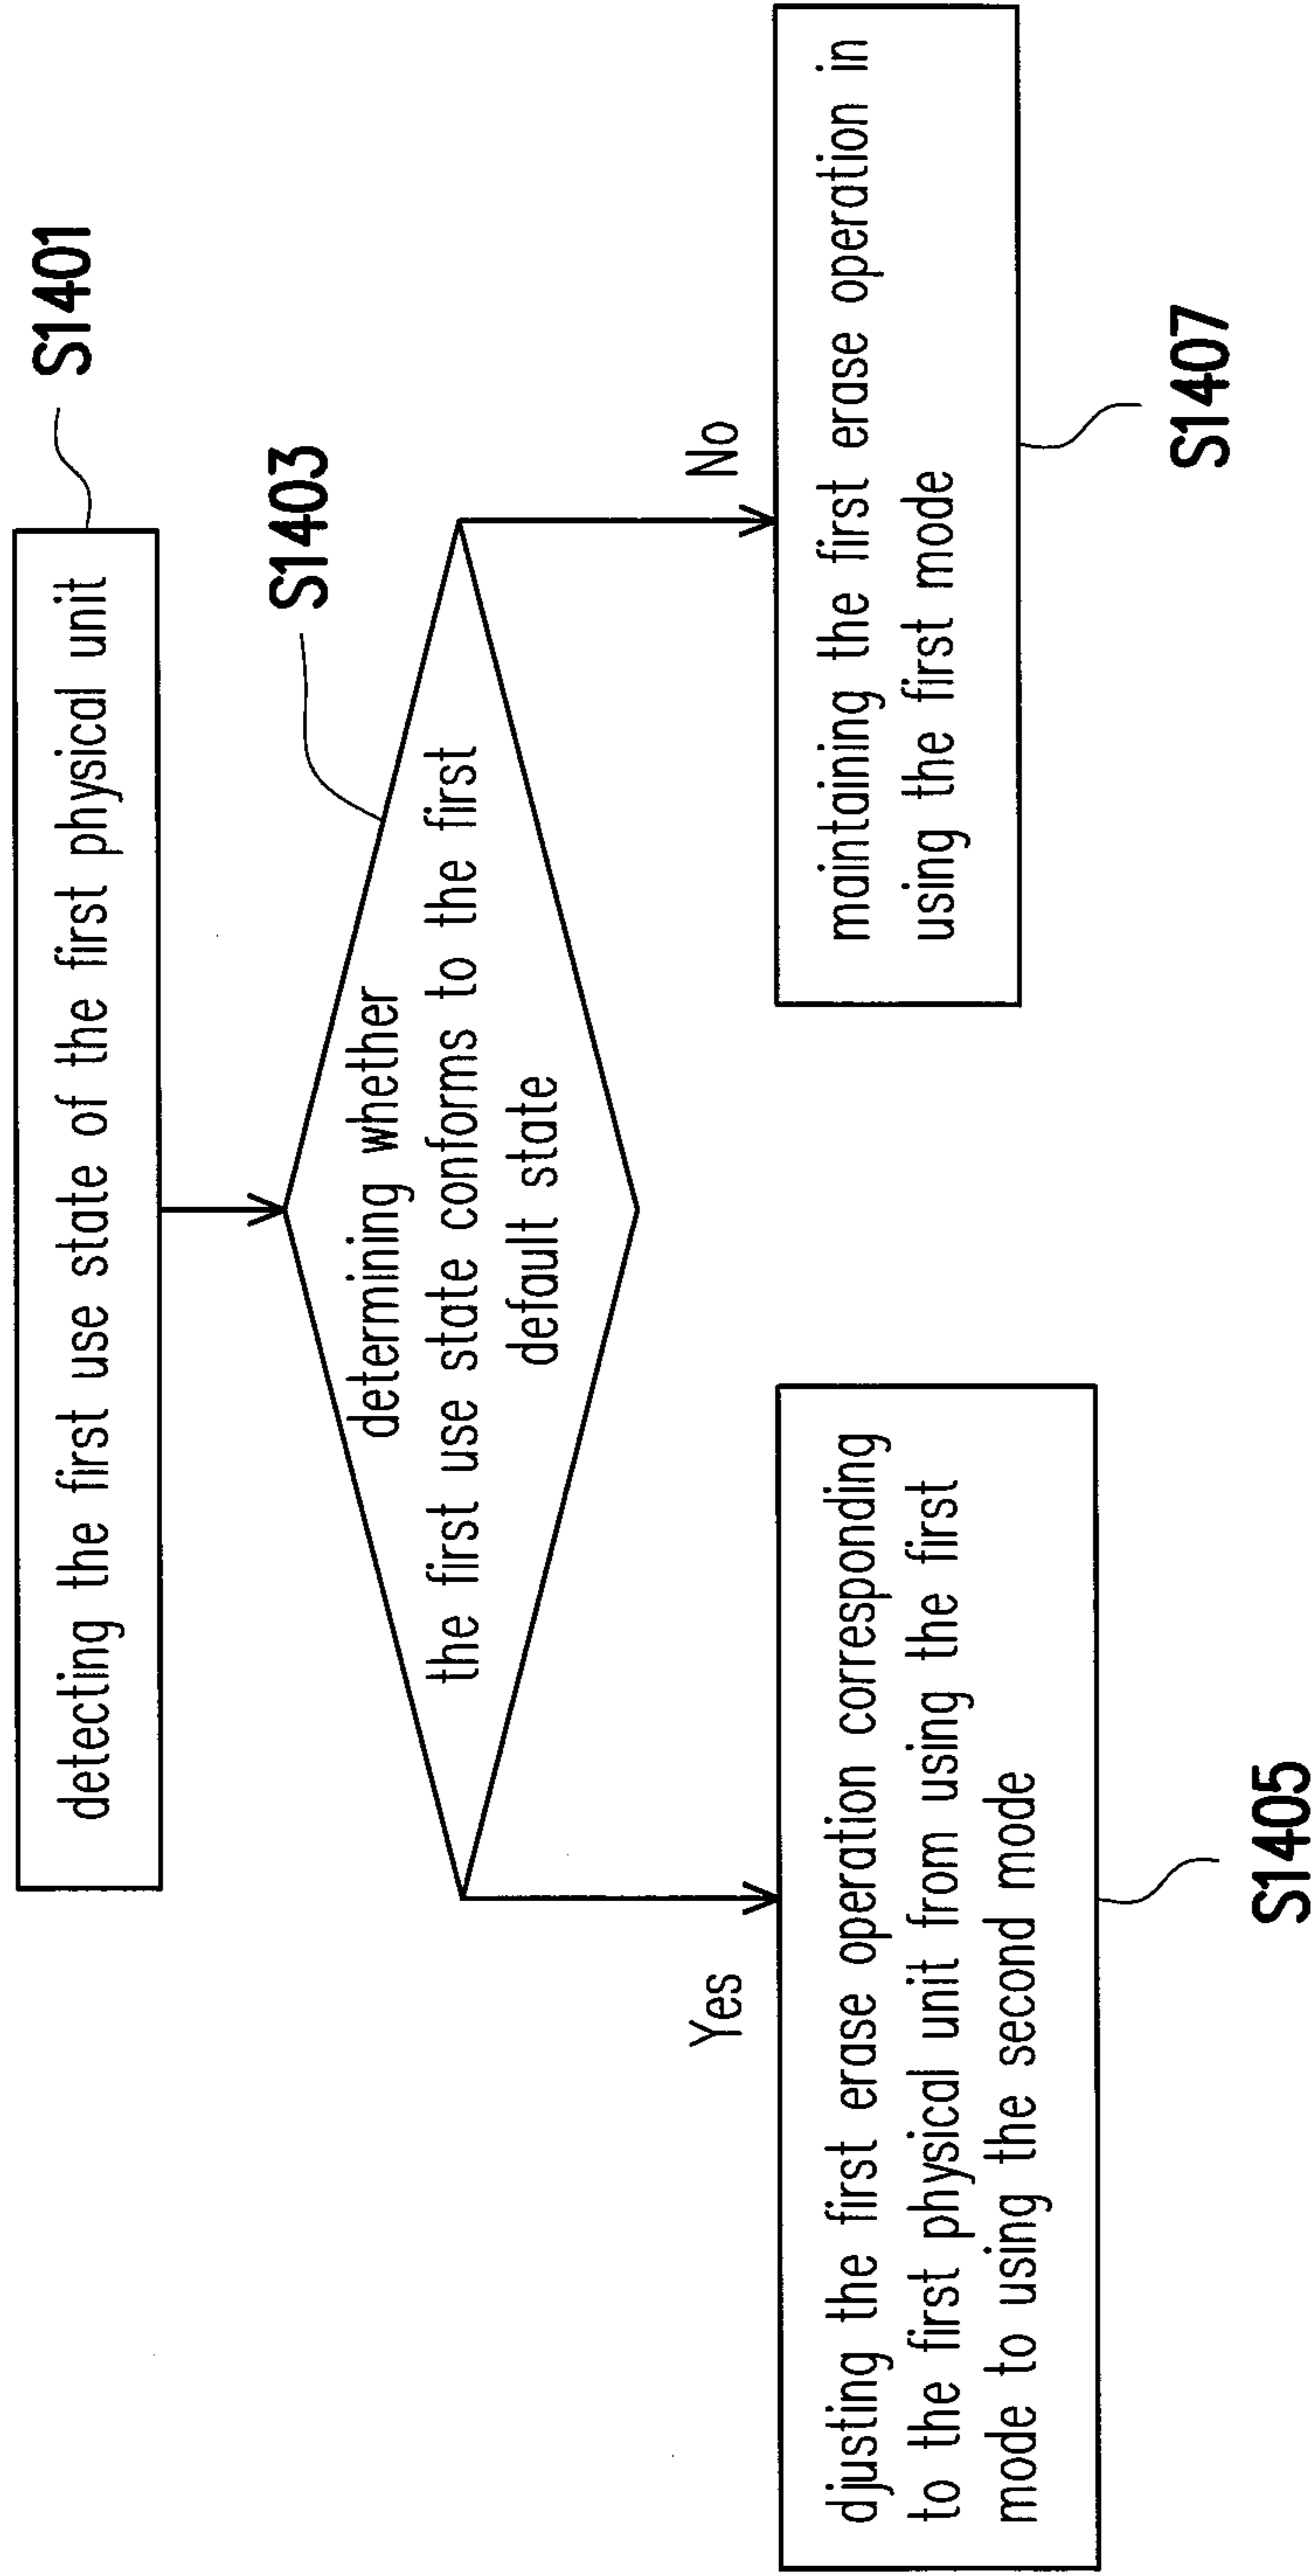 detecting the first use state of the first physical unit
S1401
determining whether
the first use state conforms to the first
default state
S1403
Yes
No
djusting the first erase operation corresponding
to the first physical unit from using the first
mode to using the second mode
S1405
maintaining the first erase operation in
using the first mode
S1407